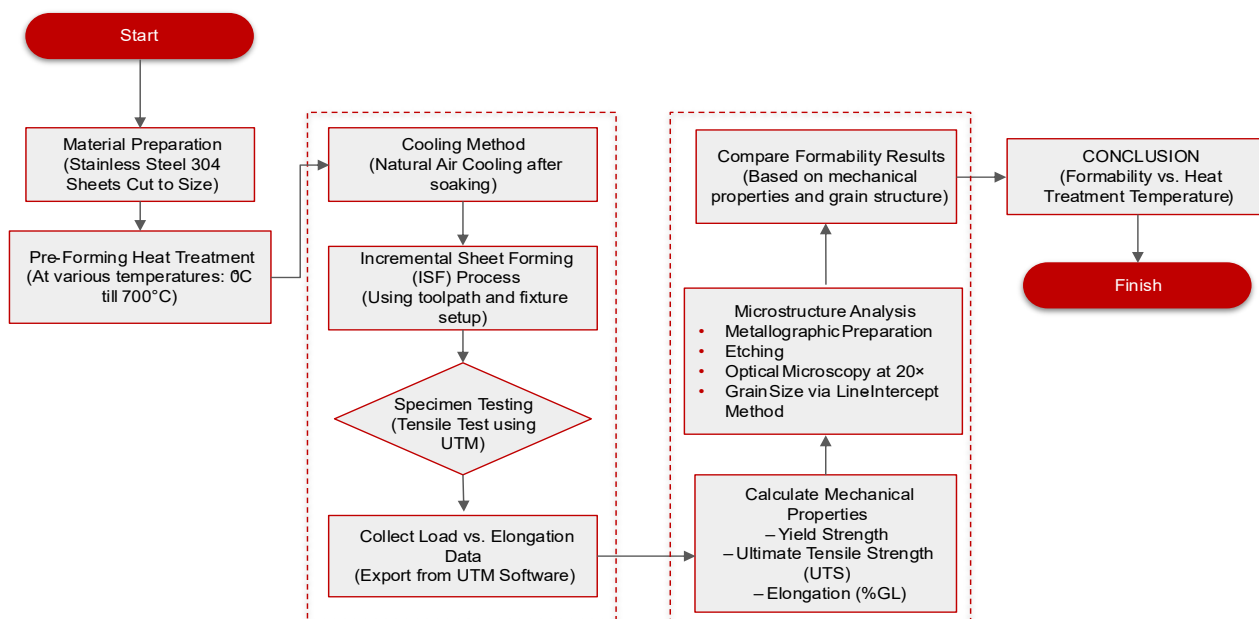 Start
Material Preparation
(Stainless Steel 304
Sheets Cut to Size)
Pre-Forming Heat Treatment
(At various temperatures: 0C
till 700°C)
Cooling Method
(Natural Air Cooling after
soaking)
Incremental Sheet Forming
(ISF) Process
(Using toolpath and fixture
setup)
Specimen Testing
(Tensile Test using
UTM)
Collect Load vs. Elongation
Data
(Export from UTM Software)
Calculate Mechanical
Properties
– Yield Strength
– Ultimate Tensile Strength
(UTS)
– Elongation (%GL)
Microstructure Analysis
• Metallographic Preparation
• Etching
• Optical Microscopy at 20×
• Grain Size via Line Intercept
Method
Compare Formability Results
(Based on mechanical
properties and grain structure)
CONCLUSION
(Formability vs. Heat
Treatment Temperature)
Finish